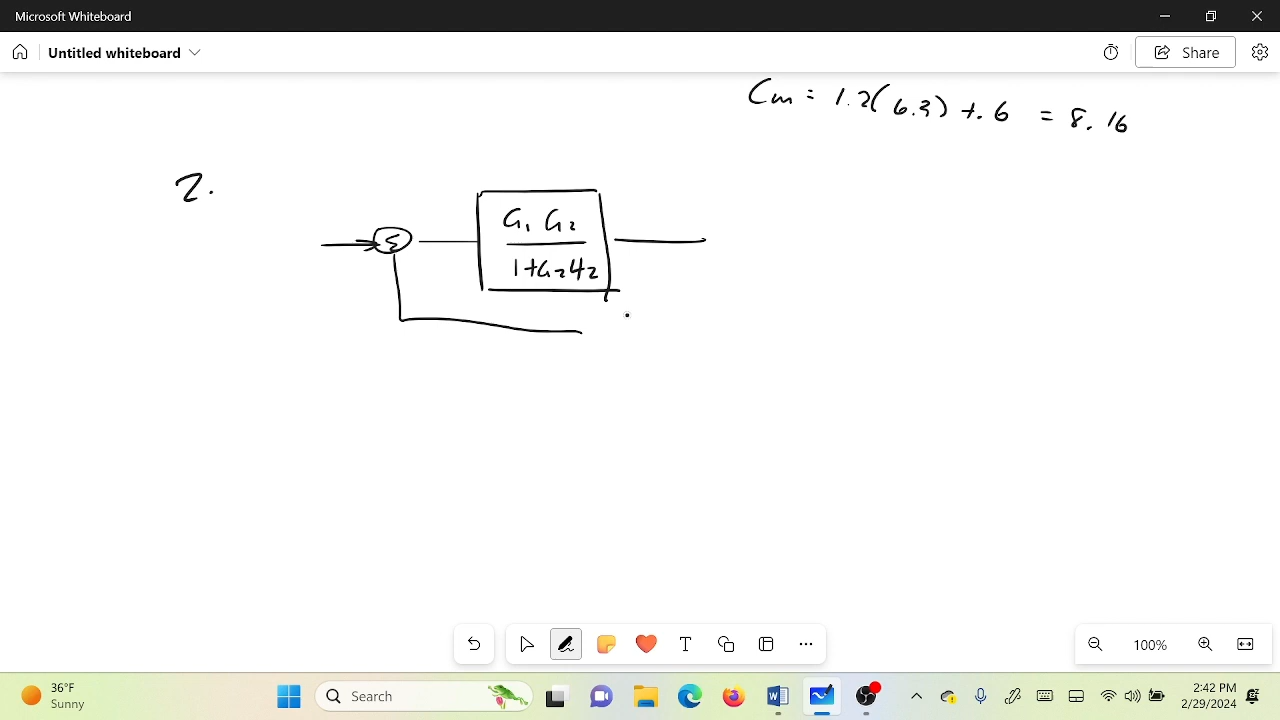 Microsoft Whiteboard
Untitled whiteboard
Share
Cm = 1.2(6.3) + .6 = 8.16
2.
Σ
G₁ G₂
1+G₂H₂
T
100%
36°F
Sunny
Search
2:42 PM
2/29/2024